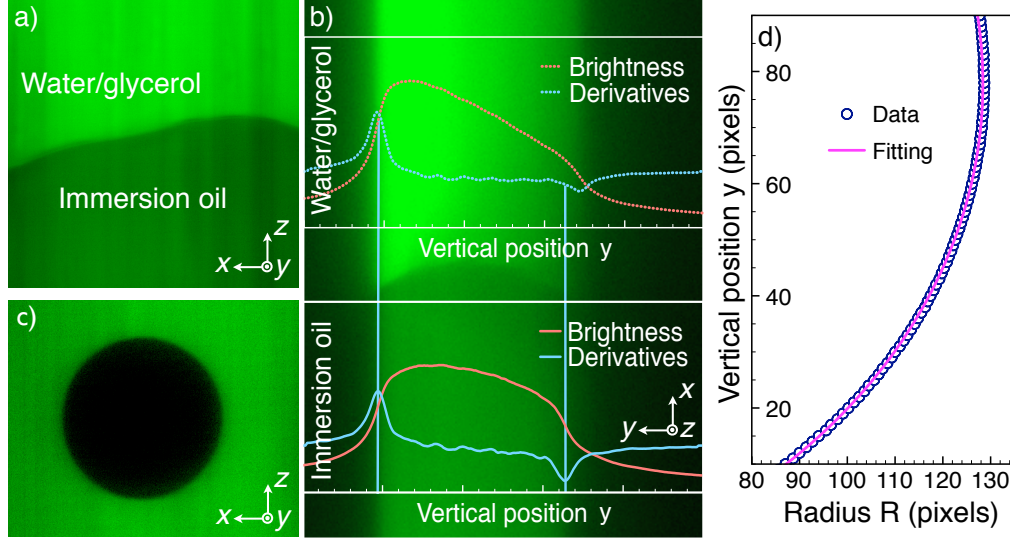 a)
Water/glycerol
Immersion oil
z
x
y
b)
Water/glycerol
Brightness
Derivatives
Vertical position y
Immersion oil
Brightness
Derivatives
x
y
z
Vertical position y
c)
z
x
y
d)
Data
Fitting
Vertical position y (pixels)
80
60
40
20
80 90 100 110 120 130
Radius R (pixels)